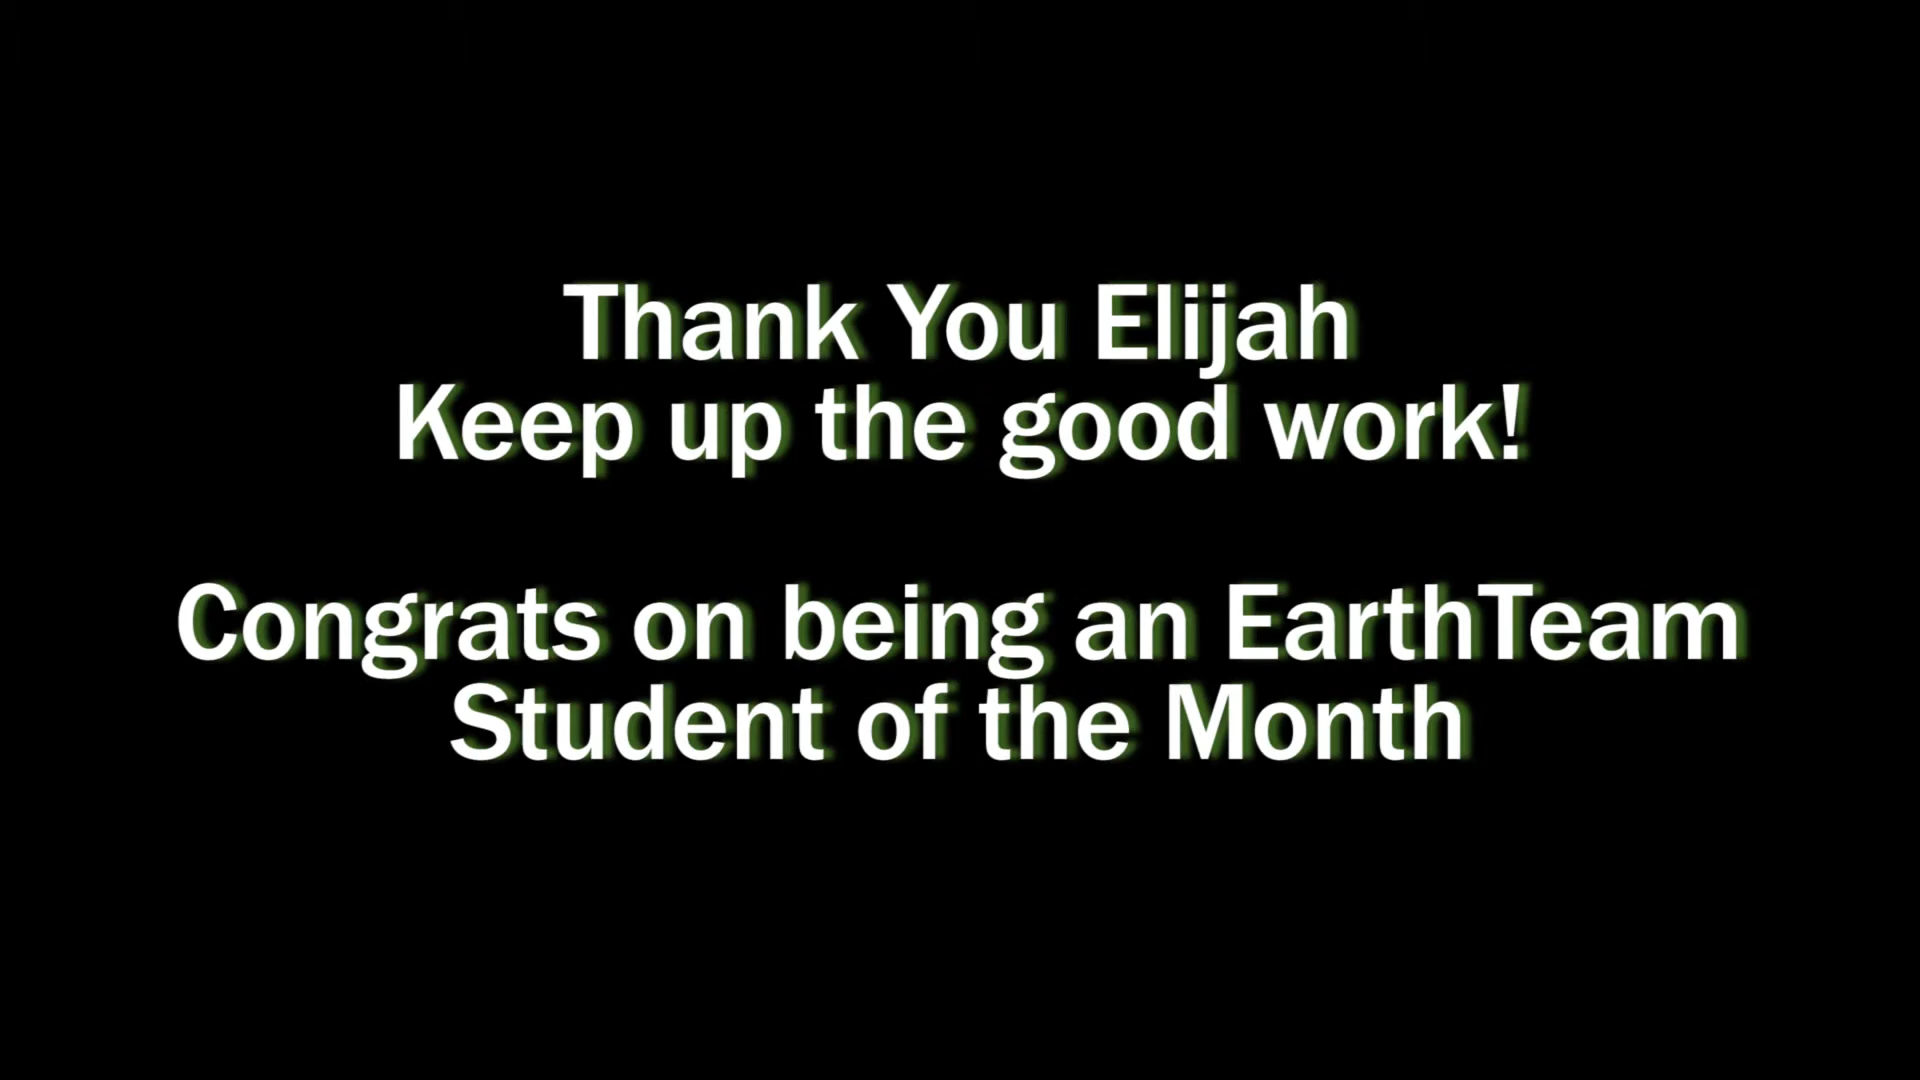 Thank You Elijah
Keep up the good work!
Congrats on being an EarthTeam
Student of the Month